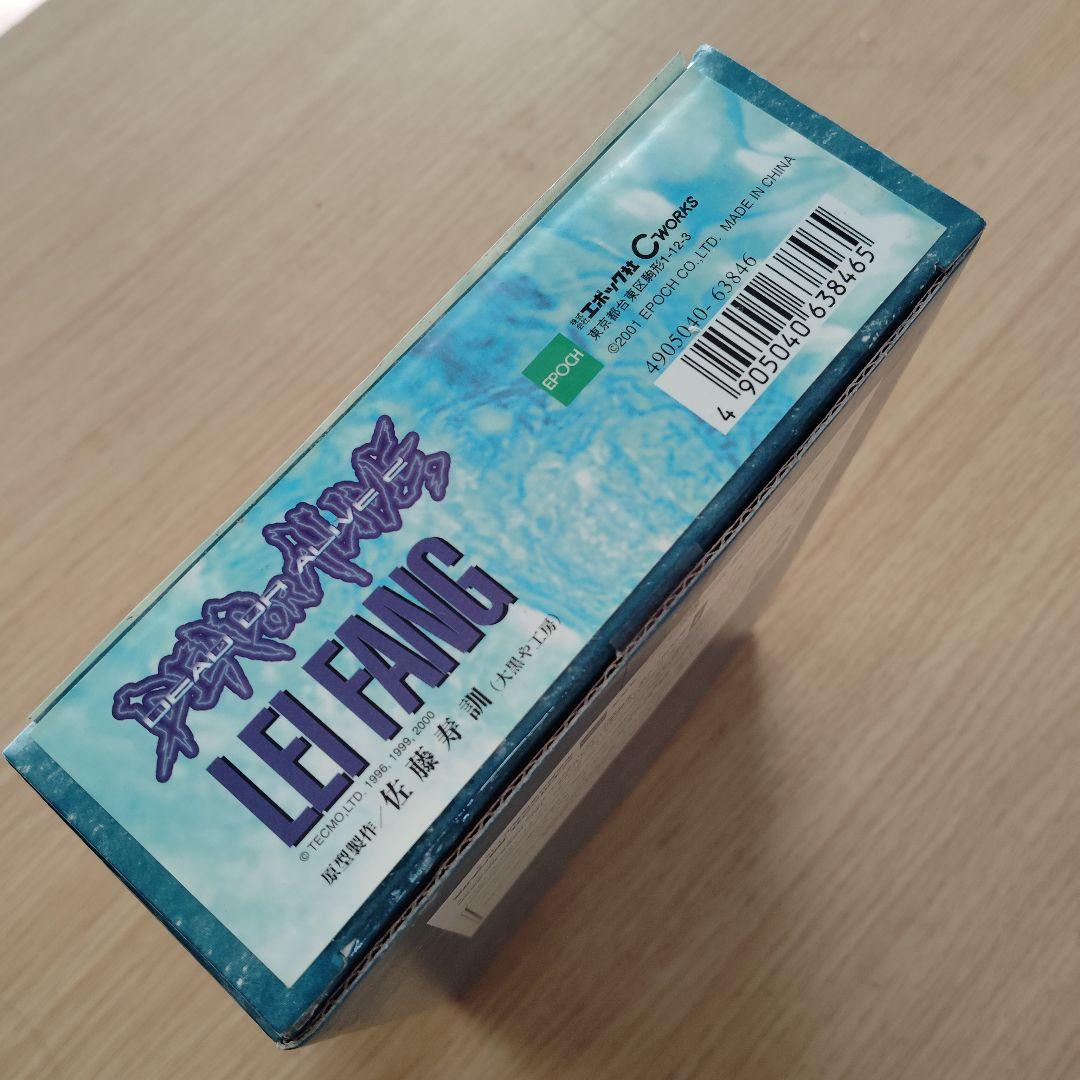 DEAD OR ALIVE 2
LEI FANG
© TECMO,LTD. 1996, 1999, 2000
原型製作／佐藤寿訓（大黒や工房）
EPOCH
株式会社エポック社 C-WORKS
東京都台東区駒形1-12-3
©2001 EPOCH CO.,LTD. MADE IN CHINA
4905040-63846
4 905040 638465